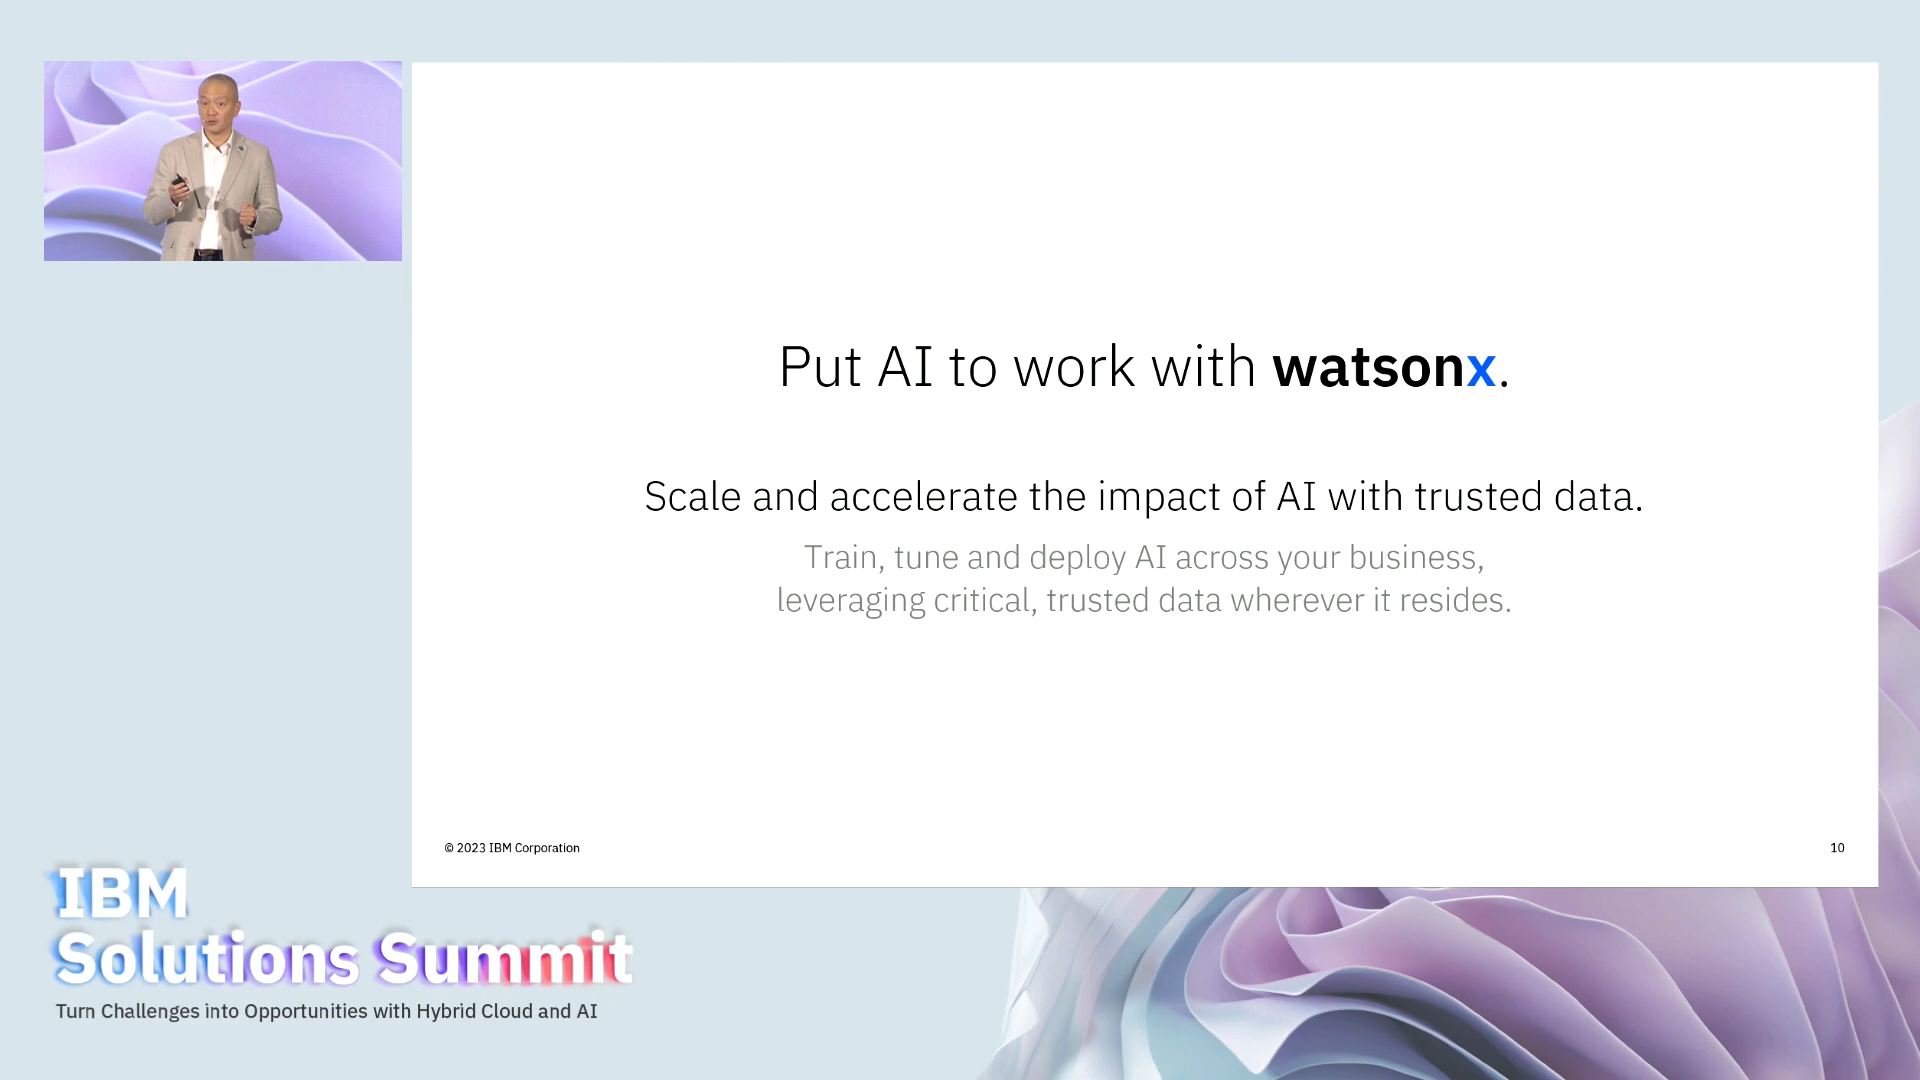 Put AI to work with watsonx.
Scale and accelerate the impact of AI with trusted data.
Train, tune and deploy AI across your business,
leveraging critical, trusted data wherever it resides.
© 2023 IBM Corporation
10
IBM
Solutions Summit
Turn Challenges into Opportunities with Hybrid Cloud and AI